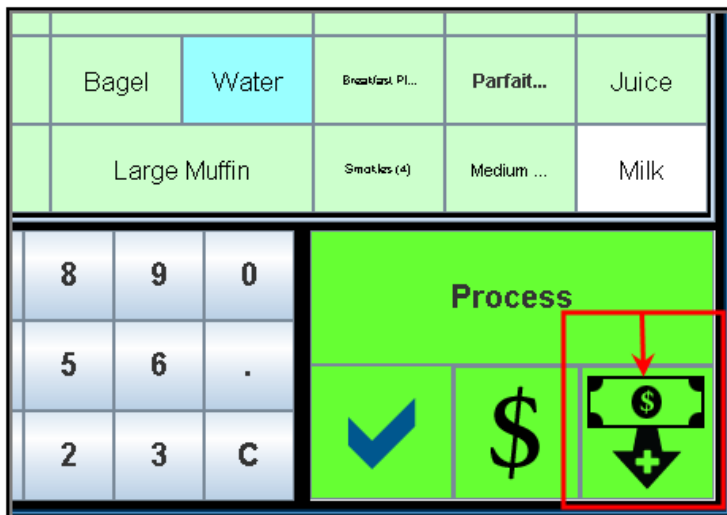 Bagel Water Breakfast Pl... Parfait... Juice
Large Muffin Smokies (4) Medium ... Milk
8 9 0
Process
5 6 .
$ $
2 3 C